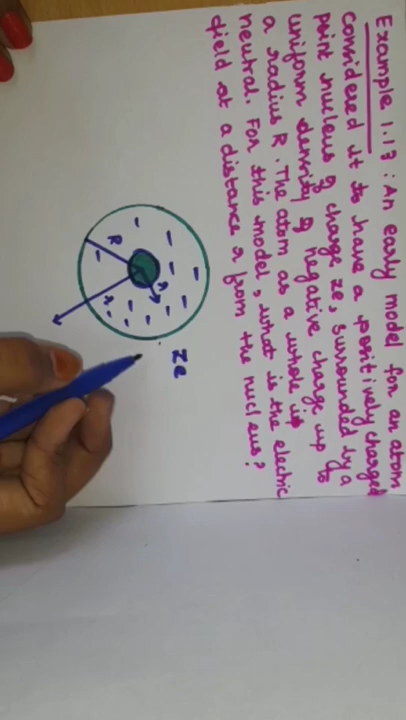 Example 1.13 : An early model for an atom
considered it to have a positively charged
point nucleus of charge ze, surrounded by a
uniform density of negative charge up to
a radius R. The atom as a whole is
neutral. For this model, what is the electric
field at a distance r from the nucleus?
ze
R
r
r